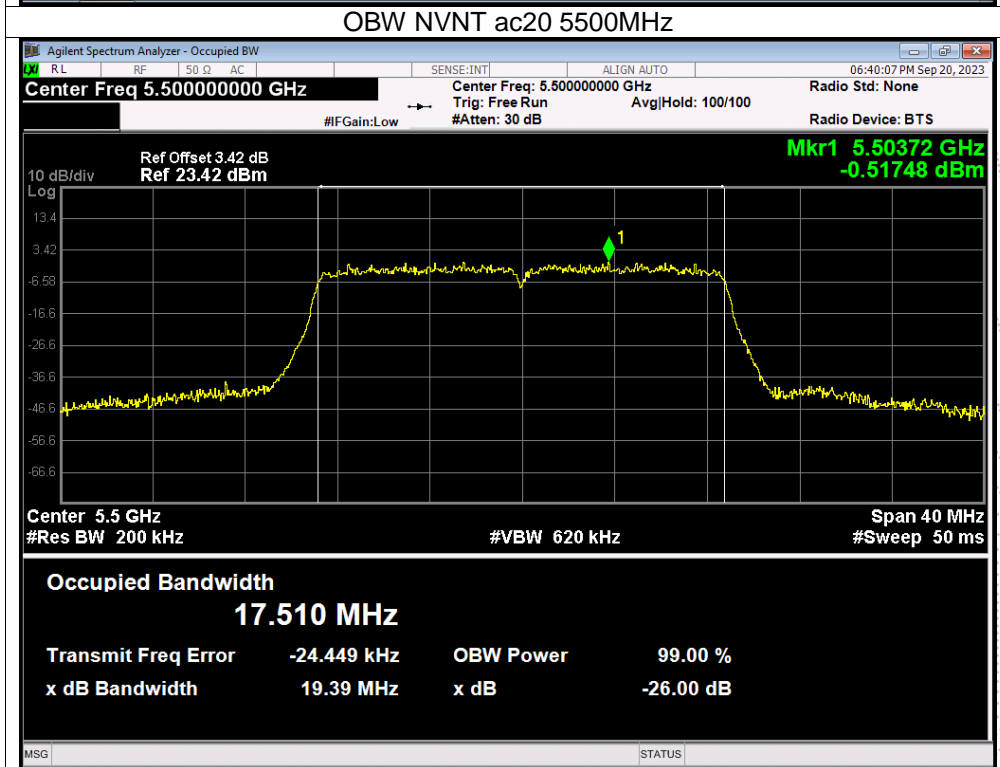 OBW NVNT ac20 5500MHz
Agilent Spectrum Analyzer - Occupied BW
LXI RL RF 50 Ω AC SENSE:INT ALIGN AUTO 06:40:07 PM Sep 20, 2023
Center Freq 5.500000000 GHz Center Freq: 5.500000000 GHz Radio Std: None
Trig: Free Run Avg|Hold: 100/100
#IFGain:Low #Atten: 30 dB Radio Device: BTS
Mkr1 5.50372 GHz
Ref Offset 3.42 dB
10 dB/div Ref 23.42 dBm -0.51748 dBm
Log
13.4
1
3.42
-6.58
-16.6
-26.6
-36.6
-46.6
-56.6
-66.6
Center 5.5 GHz Span 40 MHz
#Res BW 200 kHz #VBW 620 kHz #Sweep 50 ms
Occupied Bandwidth
17.510 MHz
Transmit Freq Error -24.449 kHz OBW Power 99.00 %
x dB Bandwidth 19.39 MHz x dB -26.00 dB
MSG STATUS